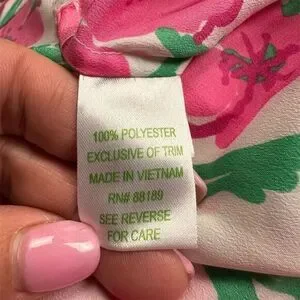 100% POLYESTER
EXCLUSIVE OF TRIM
MADE IN VIETNAM
RN# 88189
SEE REVERSE
FOR CARE